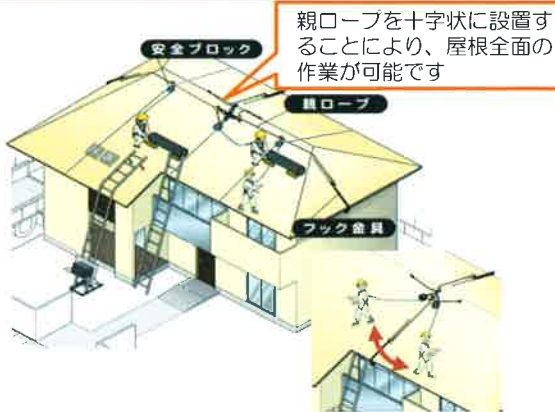 親ロープを十字状に設置す
ることにより、屋根全面の
作業が可能です
安全ブロック
親ロープ
フック金具